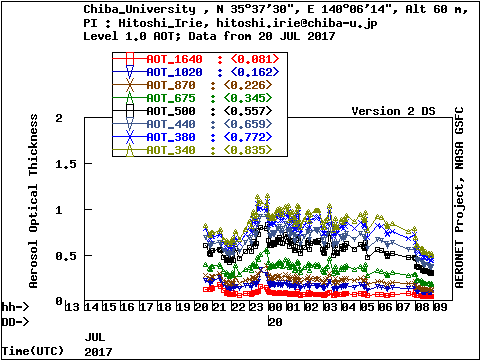 Chiba_University , N 35°37'30", E 140°06'14", Alt 60 m,
PI : Hitoshi_Irie, hitoshi.irie@chiba-u.jp
Level 1.0 AOT; Data from 20 JUL 2017
AOT_1640 : <0.081>
AOT_1020 : <0.162>
AOT_870 : <0.226>
AOT_675 : <0.345>
AOT_500 : <0.557>
AOT_440 : <0.659>
AOT_380 : <0.772>
AOT_340 : <0.835>
Version 2 DS
2
1.5
1
0.5
0
Aerosol Optical Thickness
AERONET Project, NASA GSFC
hh-> 13 14 15 16 17 18 19 20 21 22 23 00 01 02 03 04 05 06 07 08 09
DD-> 20
JUL
Time(UTC) 2017